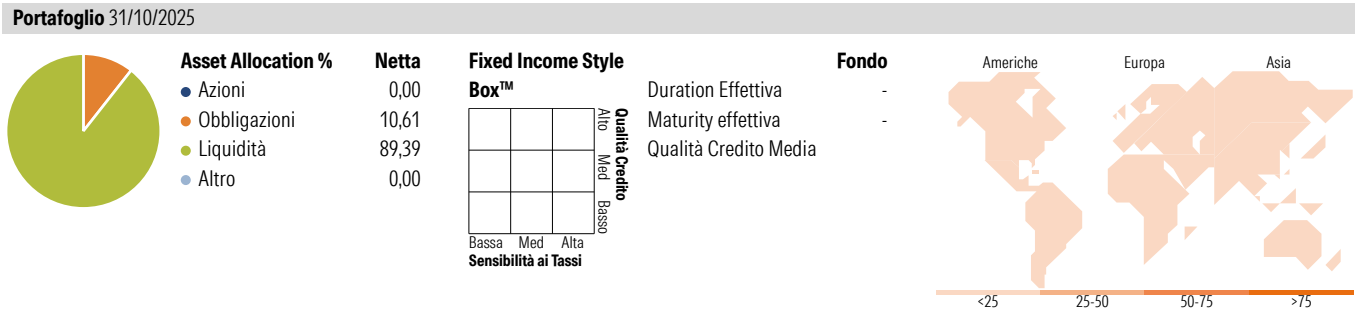 Portafoglio 31/10/2025
Asset Allocation % Netta
Azioni 0,00
Obbligazioni 10,61
Liquidità 89,39
Altro 0,00
Fixed Income Style
Box™
Alto Med Basso
Qualità Credito
Bassa Med Alta
Sensibilità ai Tassi
Fondo
Duration Effettiva -
Maturity effettiva -
Qualità Credito Media
Americhe Europa Asia
<25 25-50 50-75 >75